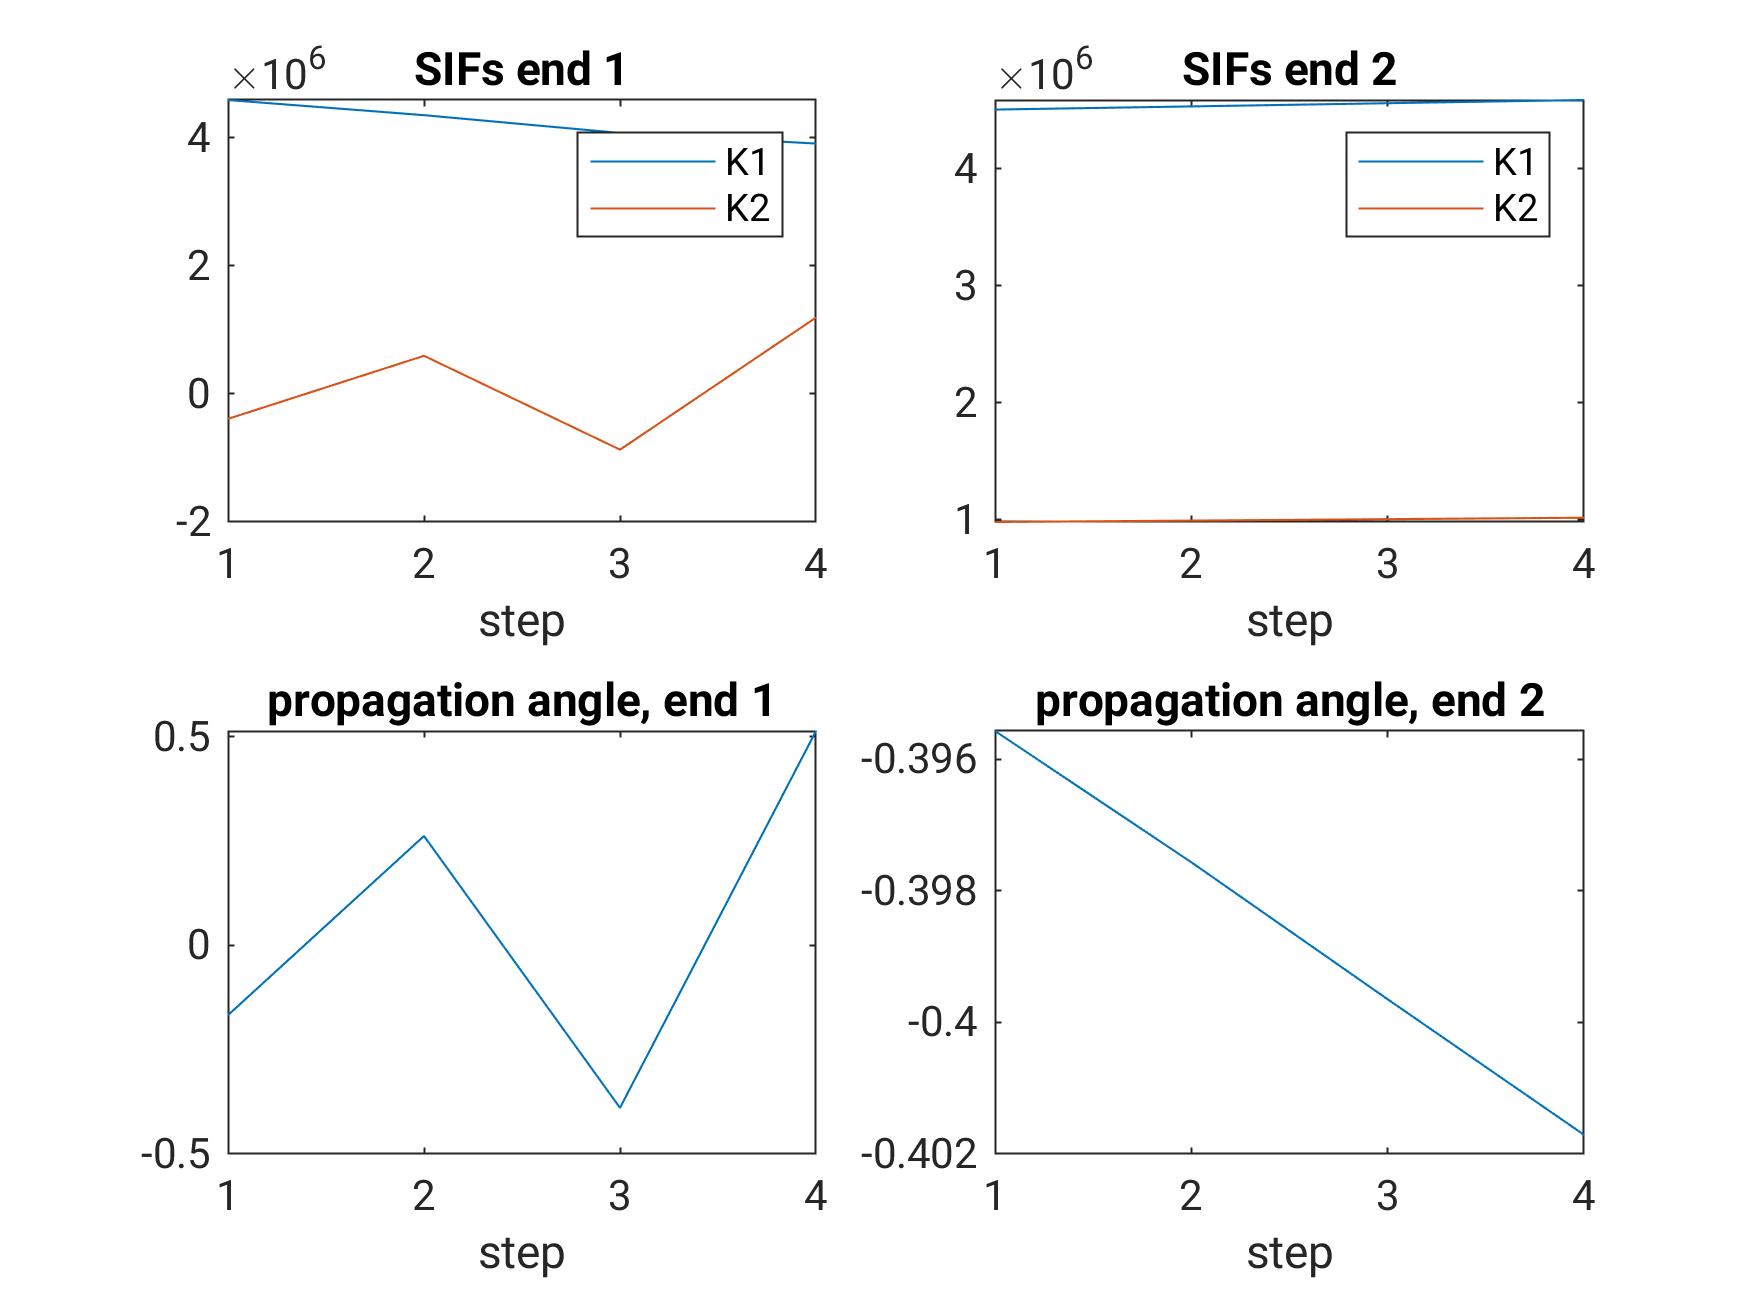 ×10^6
SIFs end 1
4
2
0
-2
K1
K2
1 2 3 4
step
×10^6
SIFs end 2
4
3
2
1
K1
K2
1 2 3 4
step
propagation angle, end 1
0.5
0
-0.5
1 2 3 4
step
propagation angle, end 2
-0.396
-0.398
-0.4
-0.402
1 2 3 4
step